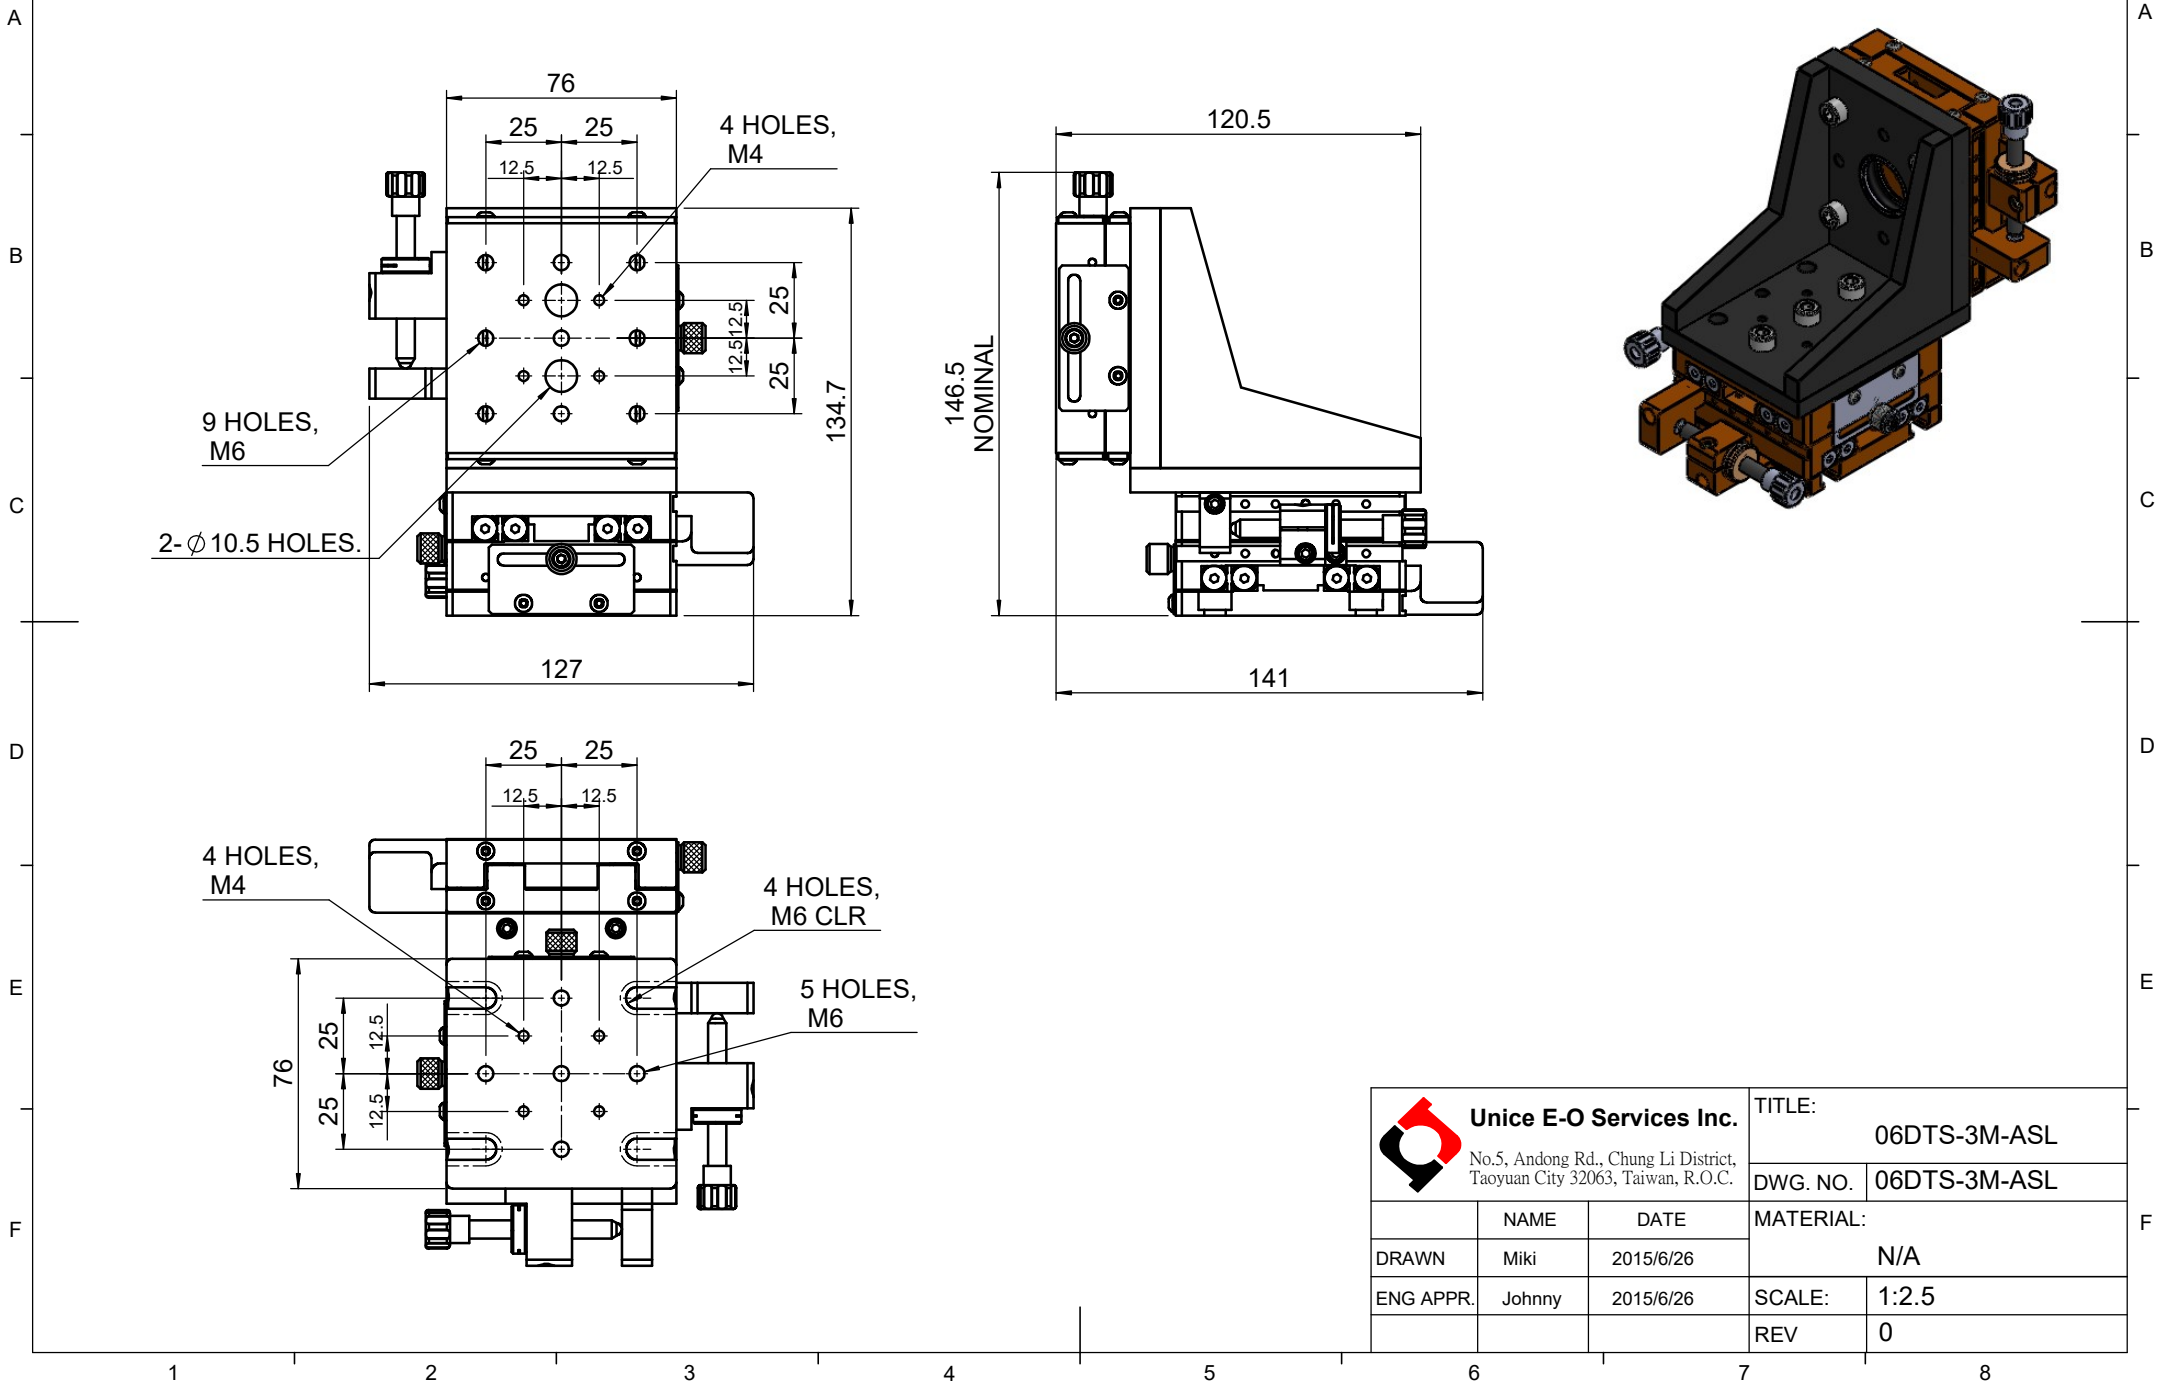 A
A
B
B
C
C
D
D
E
E
F
F
1
2
3
4
5
6
7
8
76
25
25
12.5
12.5
4 HOLES,
M4
25
12.5
12.5
25
134.7
9 HOLES,
M6
2-⌀10.5 HOLES.
127
120.5
146.5
NOMINAL
141
25
25
12.5
12.5
4 HOLES,
M4
4 HOLES,
M6 CLR
5 HOLES,
M6
76
25
12.5
25
12.5
Unice E-O Services Inc.
No.5, Andong Rd., Chung Li District,
Taoyuan City 32063, Taiwan, R.O.C.
TITLE:
06DTS-3M-ASL
DWG. NO. 06DTS-3M-ASL
NAME DATE
MATERIAL:
N/A
DRAWN Miki 2015/6/26
ENG APPR. Johnny 2015/6/26
SCALE: 1:2.5
REV 0